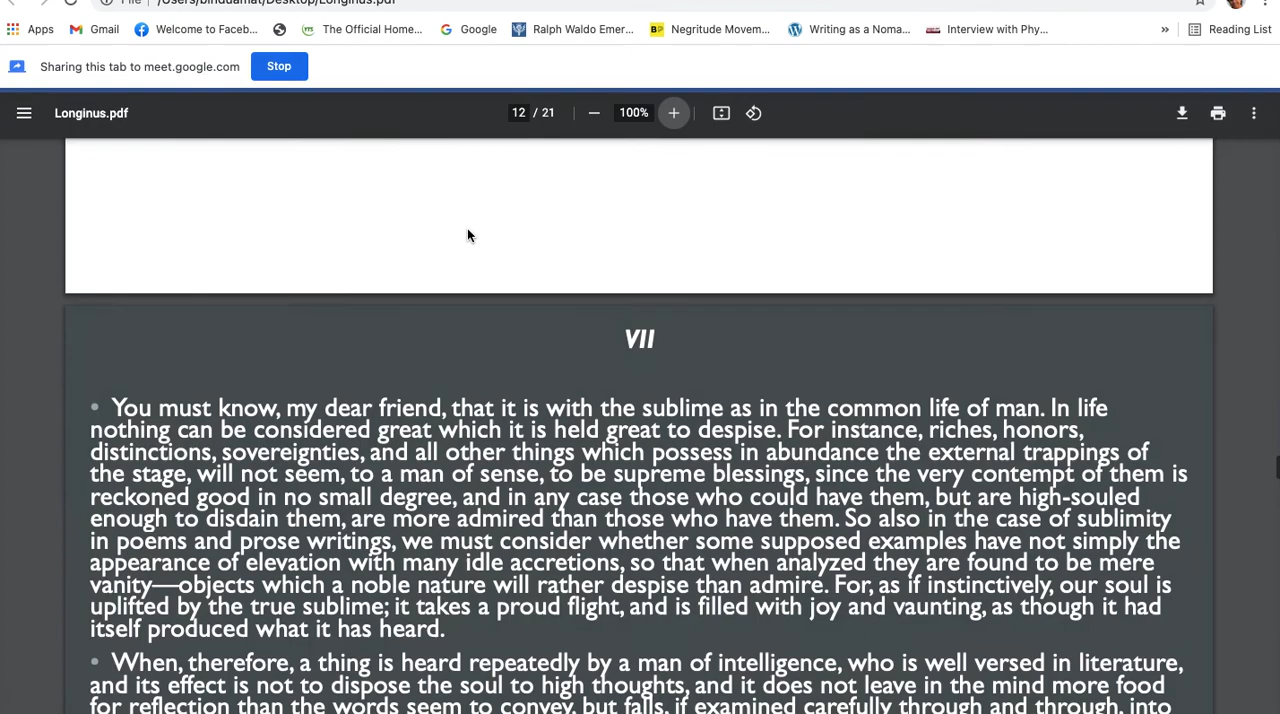 File | /Users/binduamat/Desktop/Longinus.pdf
Apps Gmail Welcome to Faceb... The Official Home... Google Ralph Waldo Emer... Negritude Movem... Writing as a Noma... Interview with Phy... » Reading List
Sharing this tab to meet.google.com Stop
Longinus.pdf 12 / 21 — 100% +
VII
• You must know, my dear friend, that it is with the sublime as in the common life of man. In life
nothing can be considered great which it is held great to despise. For instance, riches, honors,
distinctions, sovereignties, and all other things which possess in abundance the external trappings of
the stage, will not seem, to a man of sense, to be supreme blessings, since the very contempt of them is
reckoned good in no small degree, and in any case those who could have them, but are high-souled
enough to disdain them, are more admired than those who have them. So also in the case of sublimity
in poems and prose writings, we must consider whether some supposed examples have not simply the
appearance of elevation with many idle accretions, so that when analyzed they are found to be mere
vanity—objects which a noble nature will rather despise than admire. For, as if instinctively, our soul is
uplifted by the true sublime; it takes a proud flight, and is filled with joy and vaunting, as though it had
itself produced what it has heard.
• When, therefore, a thing is heard repeatedly by a man of intelligence, who is well versed in literature,
and its effect is not to dispose the soul to high thoughts, and it does not leave in the mind more food
for reflection than the words seem to convey, but falls, if examined carefully through and through, into